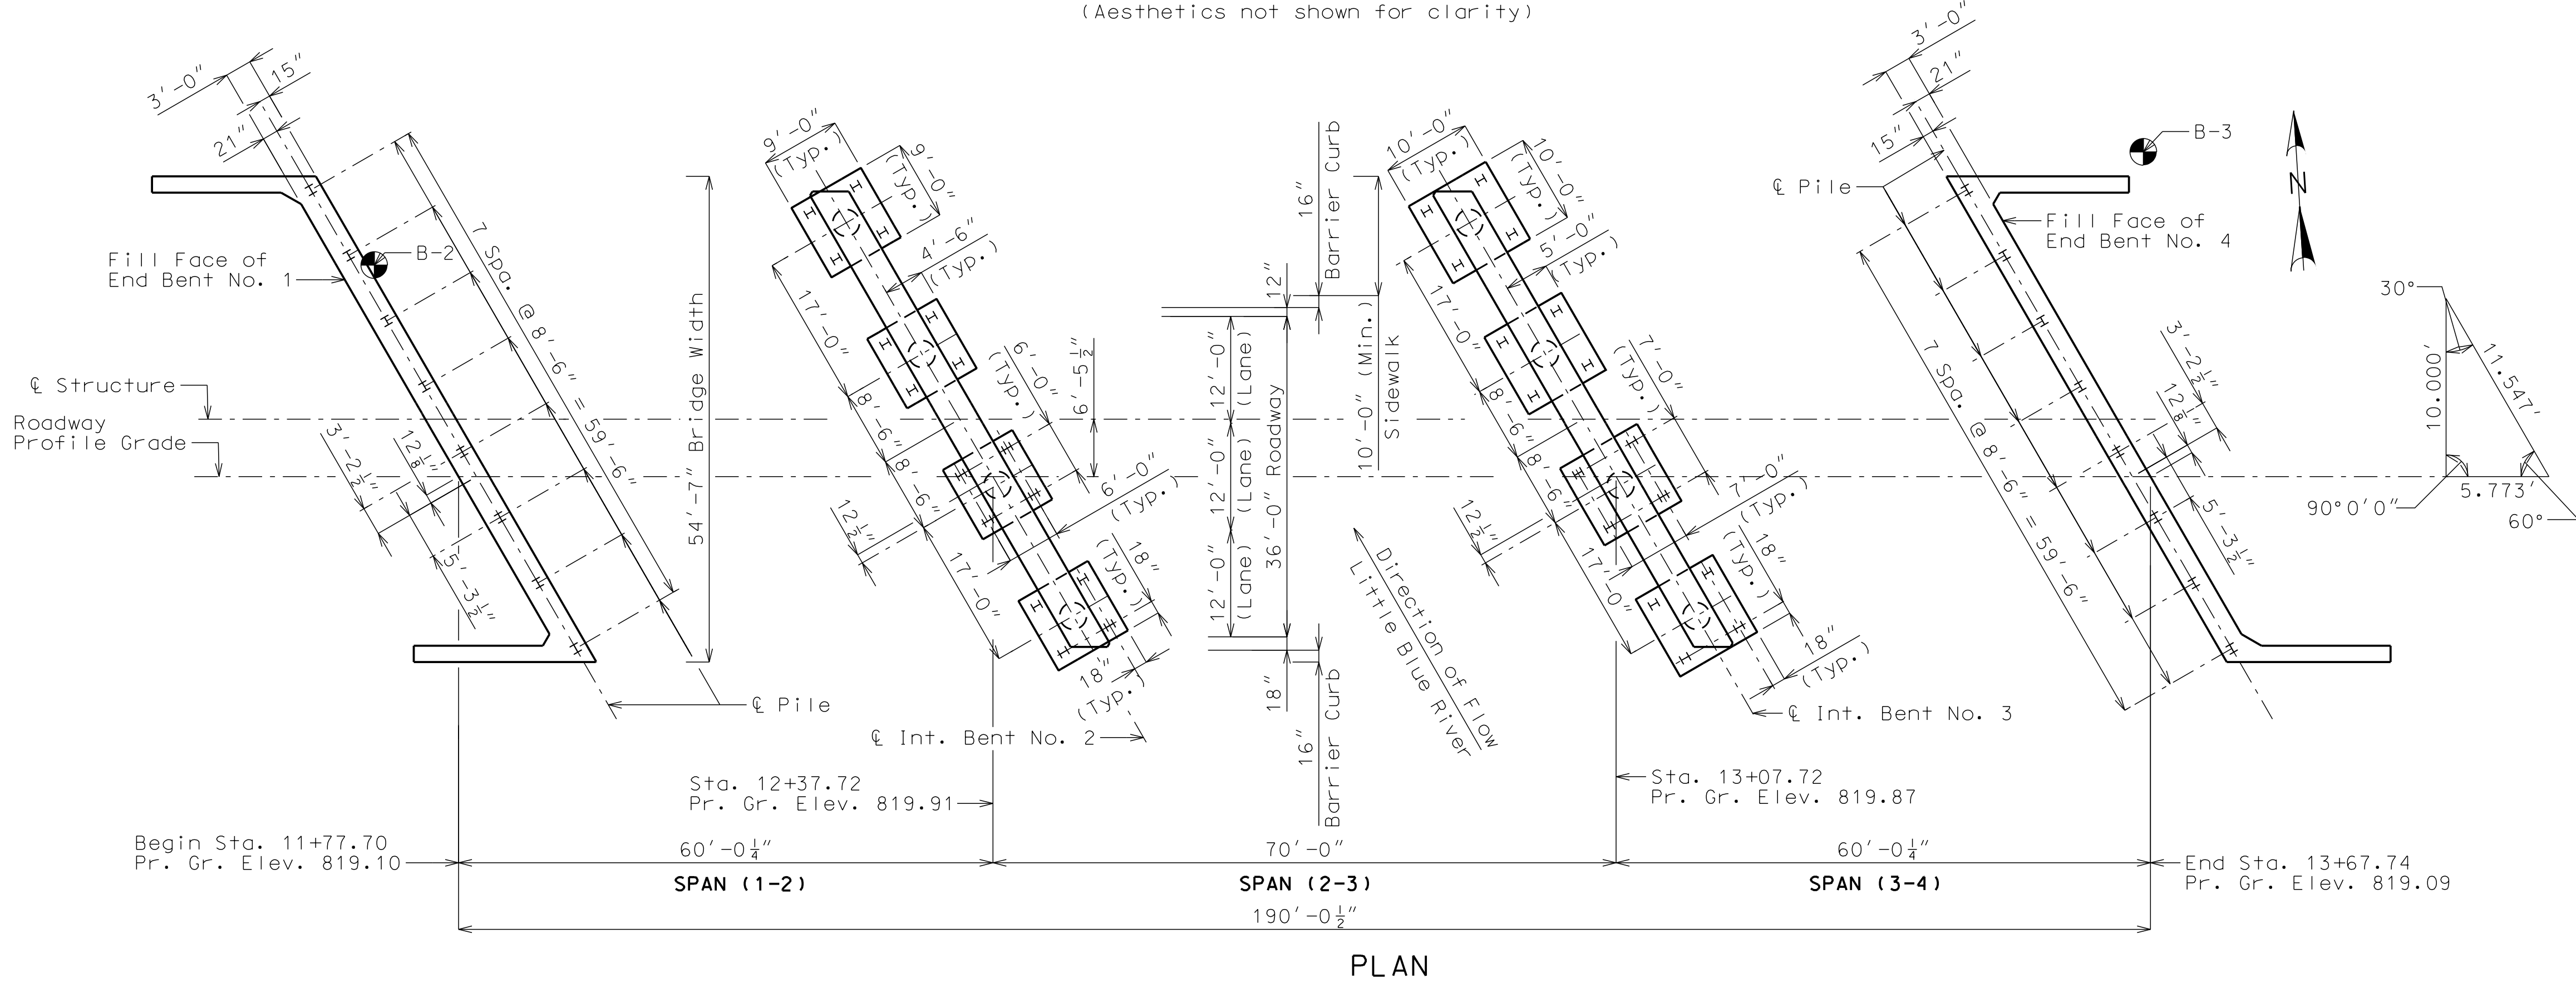 (Aesthetics not shown for clarity)
3'-0"
15"
21"
Fill Face of
End Bent No. 1
B-2
7 Spa. @ 8'-6" = 59'-6"
℄ Structure
Roadway
Profile Grade
3'-2½"
12⅛"
5'-3½"
54'-7" Bridge Width
℄ Pile
9'-0"
(Typ.)
9'-0"
(Typ.)
4'-6"
(Typ.)
17'-0"
8'-6"
8'-6"
17'-0"
6'-0"
(Typ.)
6'-5½"
6'-0"
(Typ.)
12½"
18"
(Typ.)
18"
(Typ.)
℄ Int. Bent No. 2
16"
Barrier Curb
12"
12'-0"
(Lane)
12'-0"
(Lane)
12'-0"
(Lane)
36'-0" Roadway
10'-0" (Min.)
Sidewalk
18"
16"
Barrier Curb
Direction of Flow
Little Blue River
10'-0"
(Typ.)
10'-0"
(Typ.)
5'-0"
(Typ.)
17'-0"
8'-6"
8'-6"
17'-0"
7'-0"
(Typ.)
7'-0"
(Typ.)
12½"
18"
(Typ.)
18"
(Typ.)
℄ Int. Bent No. 3
3'-0"
21"
15"
℄ Pile
B-3
Fill Face of
End Bent No. 4
7 Spa. @ 8'-6" = 59'-6"
3'-2½"
12⅛"
5'-3½"
N
30°
10.000'
11.547'
5.773'
90°0'0"
60°
Sta. 12+37.72
Pr. Gr. Elev. 819.91
Sta. 13+07.72
Pr. Gr. Elev. 819.87
Begin Sta. 11+77.70
Pr. Gr. Elev. 819.10
60'-0¼"
70'-0"
60'-0¼"
End Sta. 13+67.74
Pr. Gr. Elev. 819.09
SPAN (1-2)
SPAN (2-3)
SPAN (3-4)
190'-0½"
PLAN